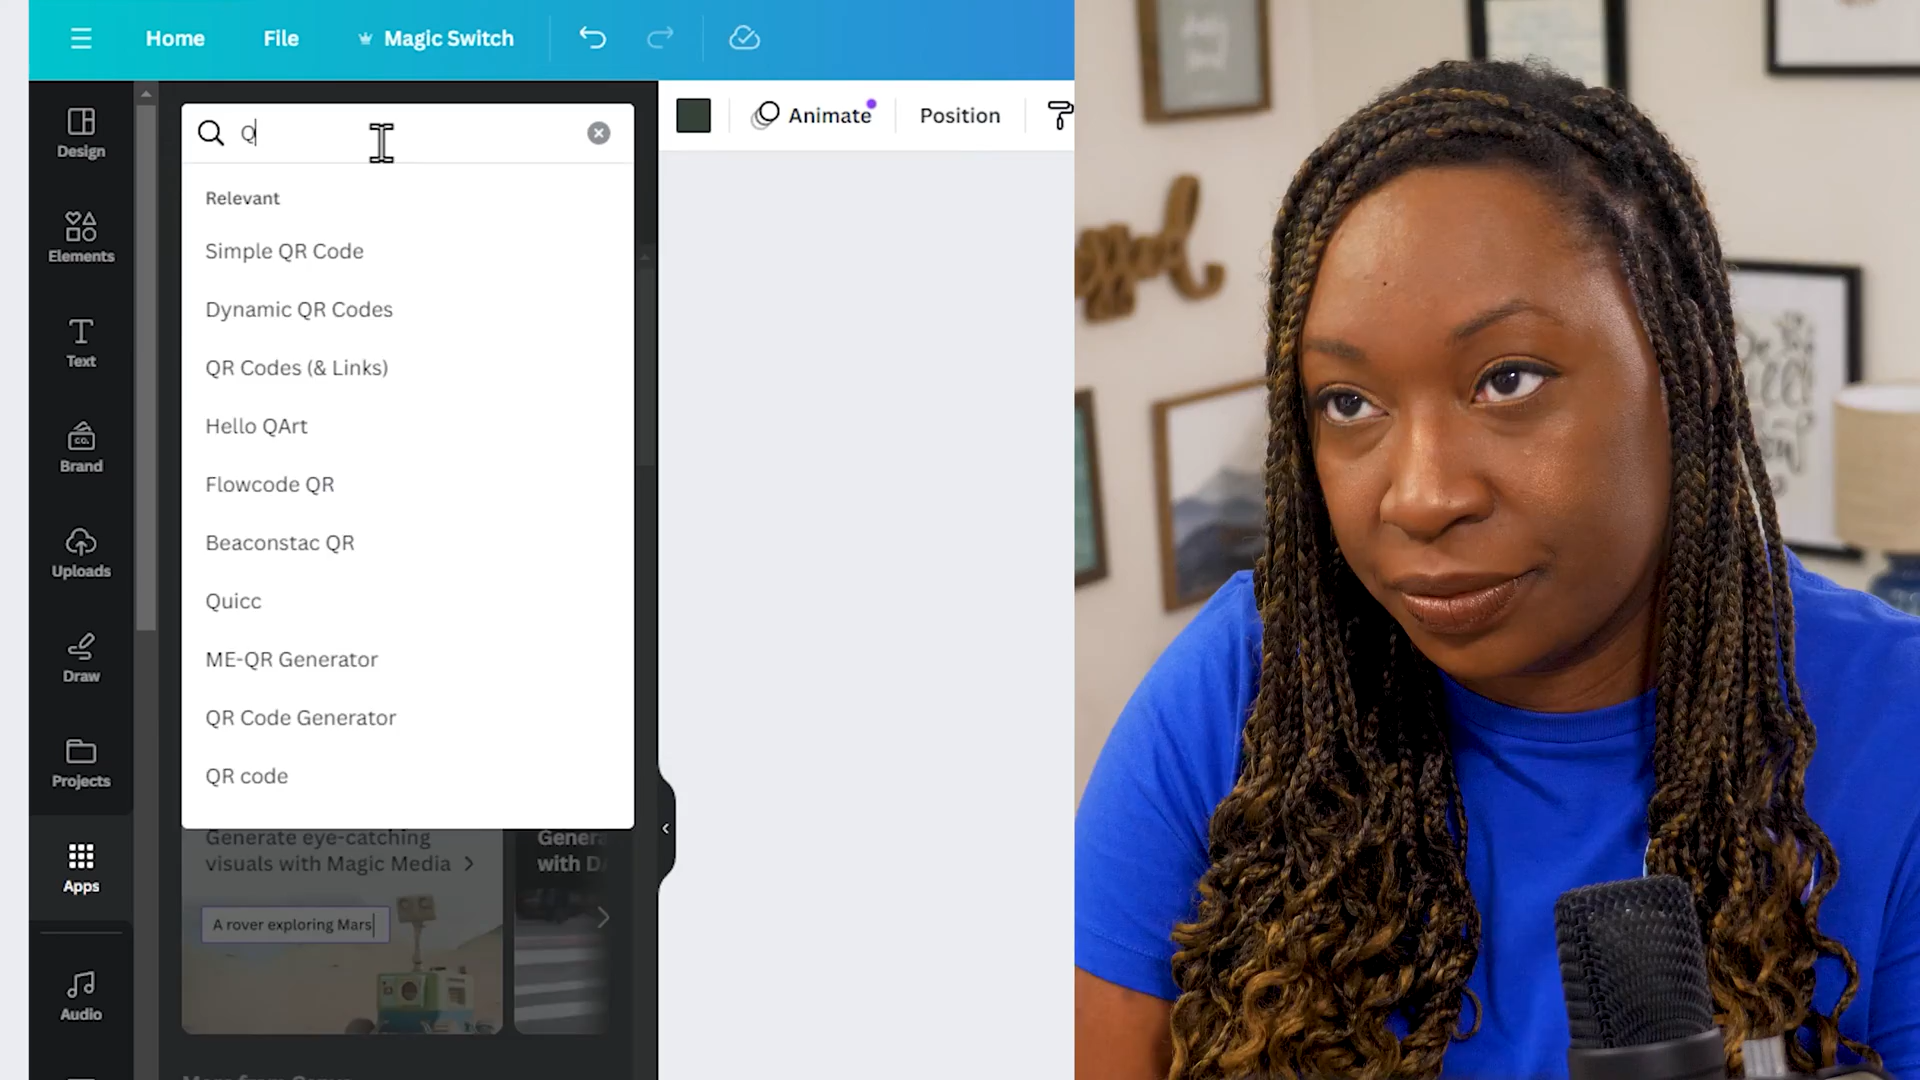 Home File Magic Switch
Design
Elements
Text
Brand
CO.
Uploads
Draw
Projects
Apps
Audio
Q
Relevant
Simple QR Code
Dynamic QR Codes
QR Codes (& Links)
Hello QArt
Flowcode QR
Beaconstac QR
Quicc
ME-QR Generator
QR Code Generator
QR code
Generate eye-catching
visuals with Magic Media
A rover exploring Mars
with D
Animate Position